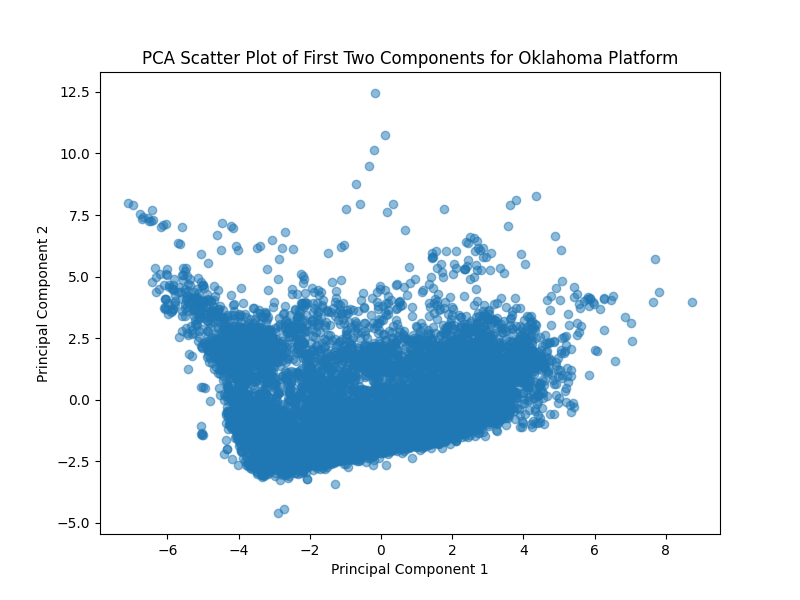 PCA Scatter Plot of First Two Components for Oklahoma Platform
12.5
10.0
7.5
5.0
2.5
0.0
−2.5
−5.0
Principal Component 2
−6 −4 −2 0 2 4 6 8
Principal Component 1